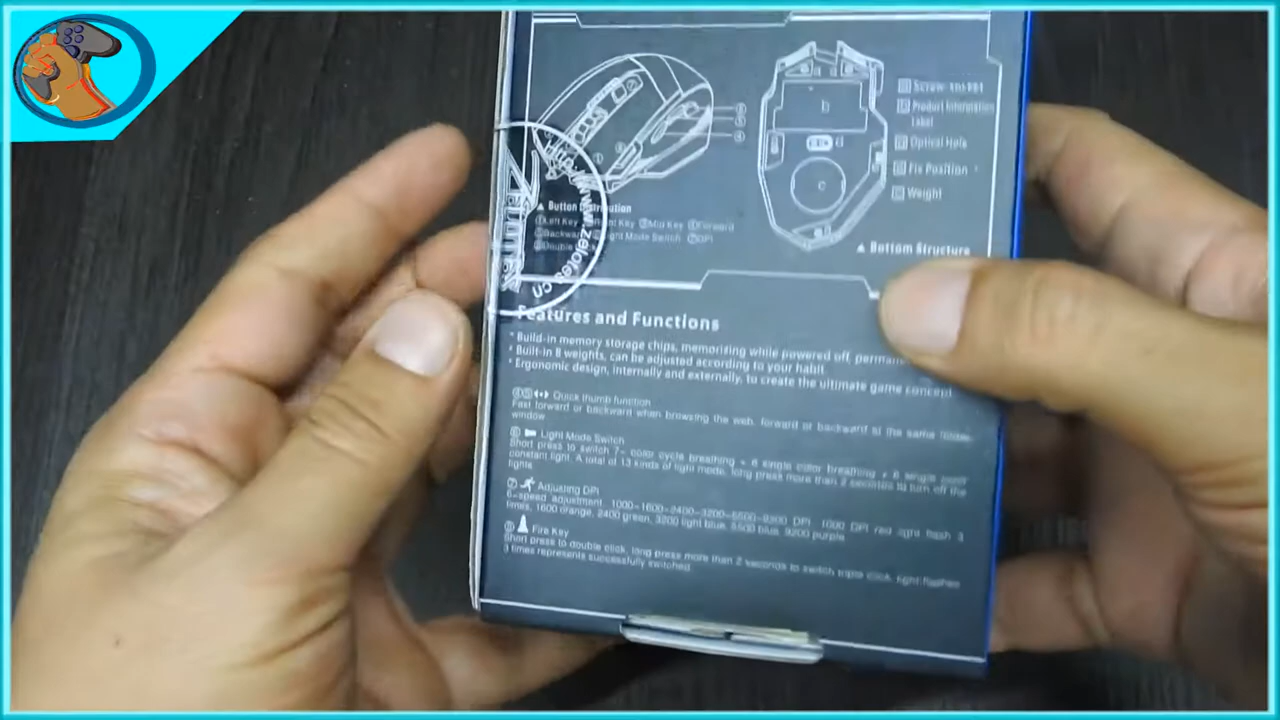 Product Information
Label
Optical Hole
Fix Position
Weight
▲ Button Distribution
Left Key Key Mid Key Forward
Light Mode Switch DPI
Double
▲ Bottom Structure
www.zelotes.cn
ZELOTES
Features and Functions
* Build-in memory storage chips, memorizing while powered off,
* Built-in 8 weights, can be adjusted according to your habit
* Ergonomic design, internally and externally, to create the ultimate game concept
Quick thumb function
Fast forward or backward when browsing the web, forward or backward at the same
window
Light Mode Switch
Short press to switch 7- color cycle breathing + 6 single color breathing + 6 single color
constant light. A total of 13 kinds of light mode, long press more than 2 seconds to turn off the
lights
Adjusting DPI
6-speed adjustment, 1000-1600-2400-3200-5500- DPI 1000 DPI red light flash 3
times, 1600 orange, 2400 green, 3200 light blue, 5500 blue, 9200 purple
Fire Key
Short press to double click, long press more than 2 seconds to switch triple click, light flashes
3 times represents successfully switched